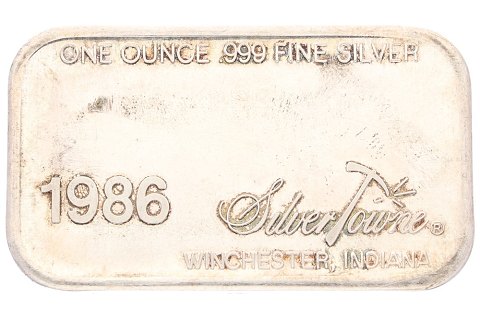 ONE OUNCE .999 FINE SILVER
1986
SilverTowne®
WINCHESTER, INDIANA